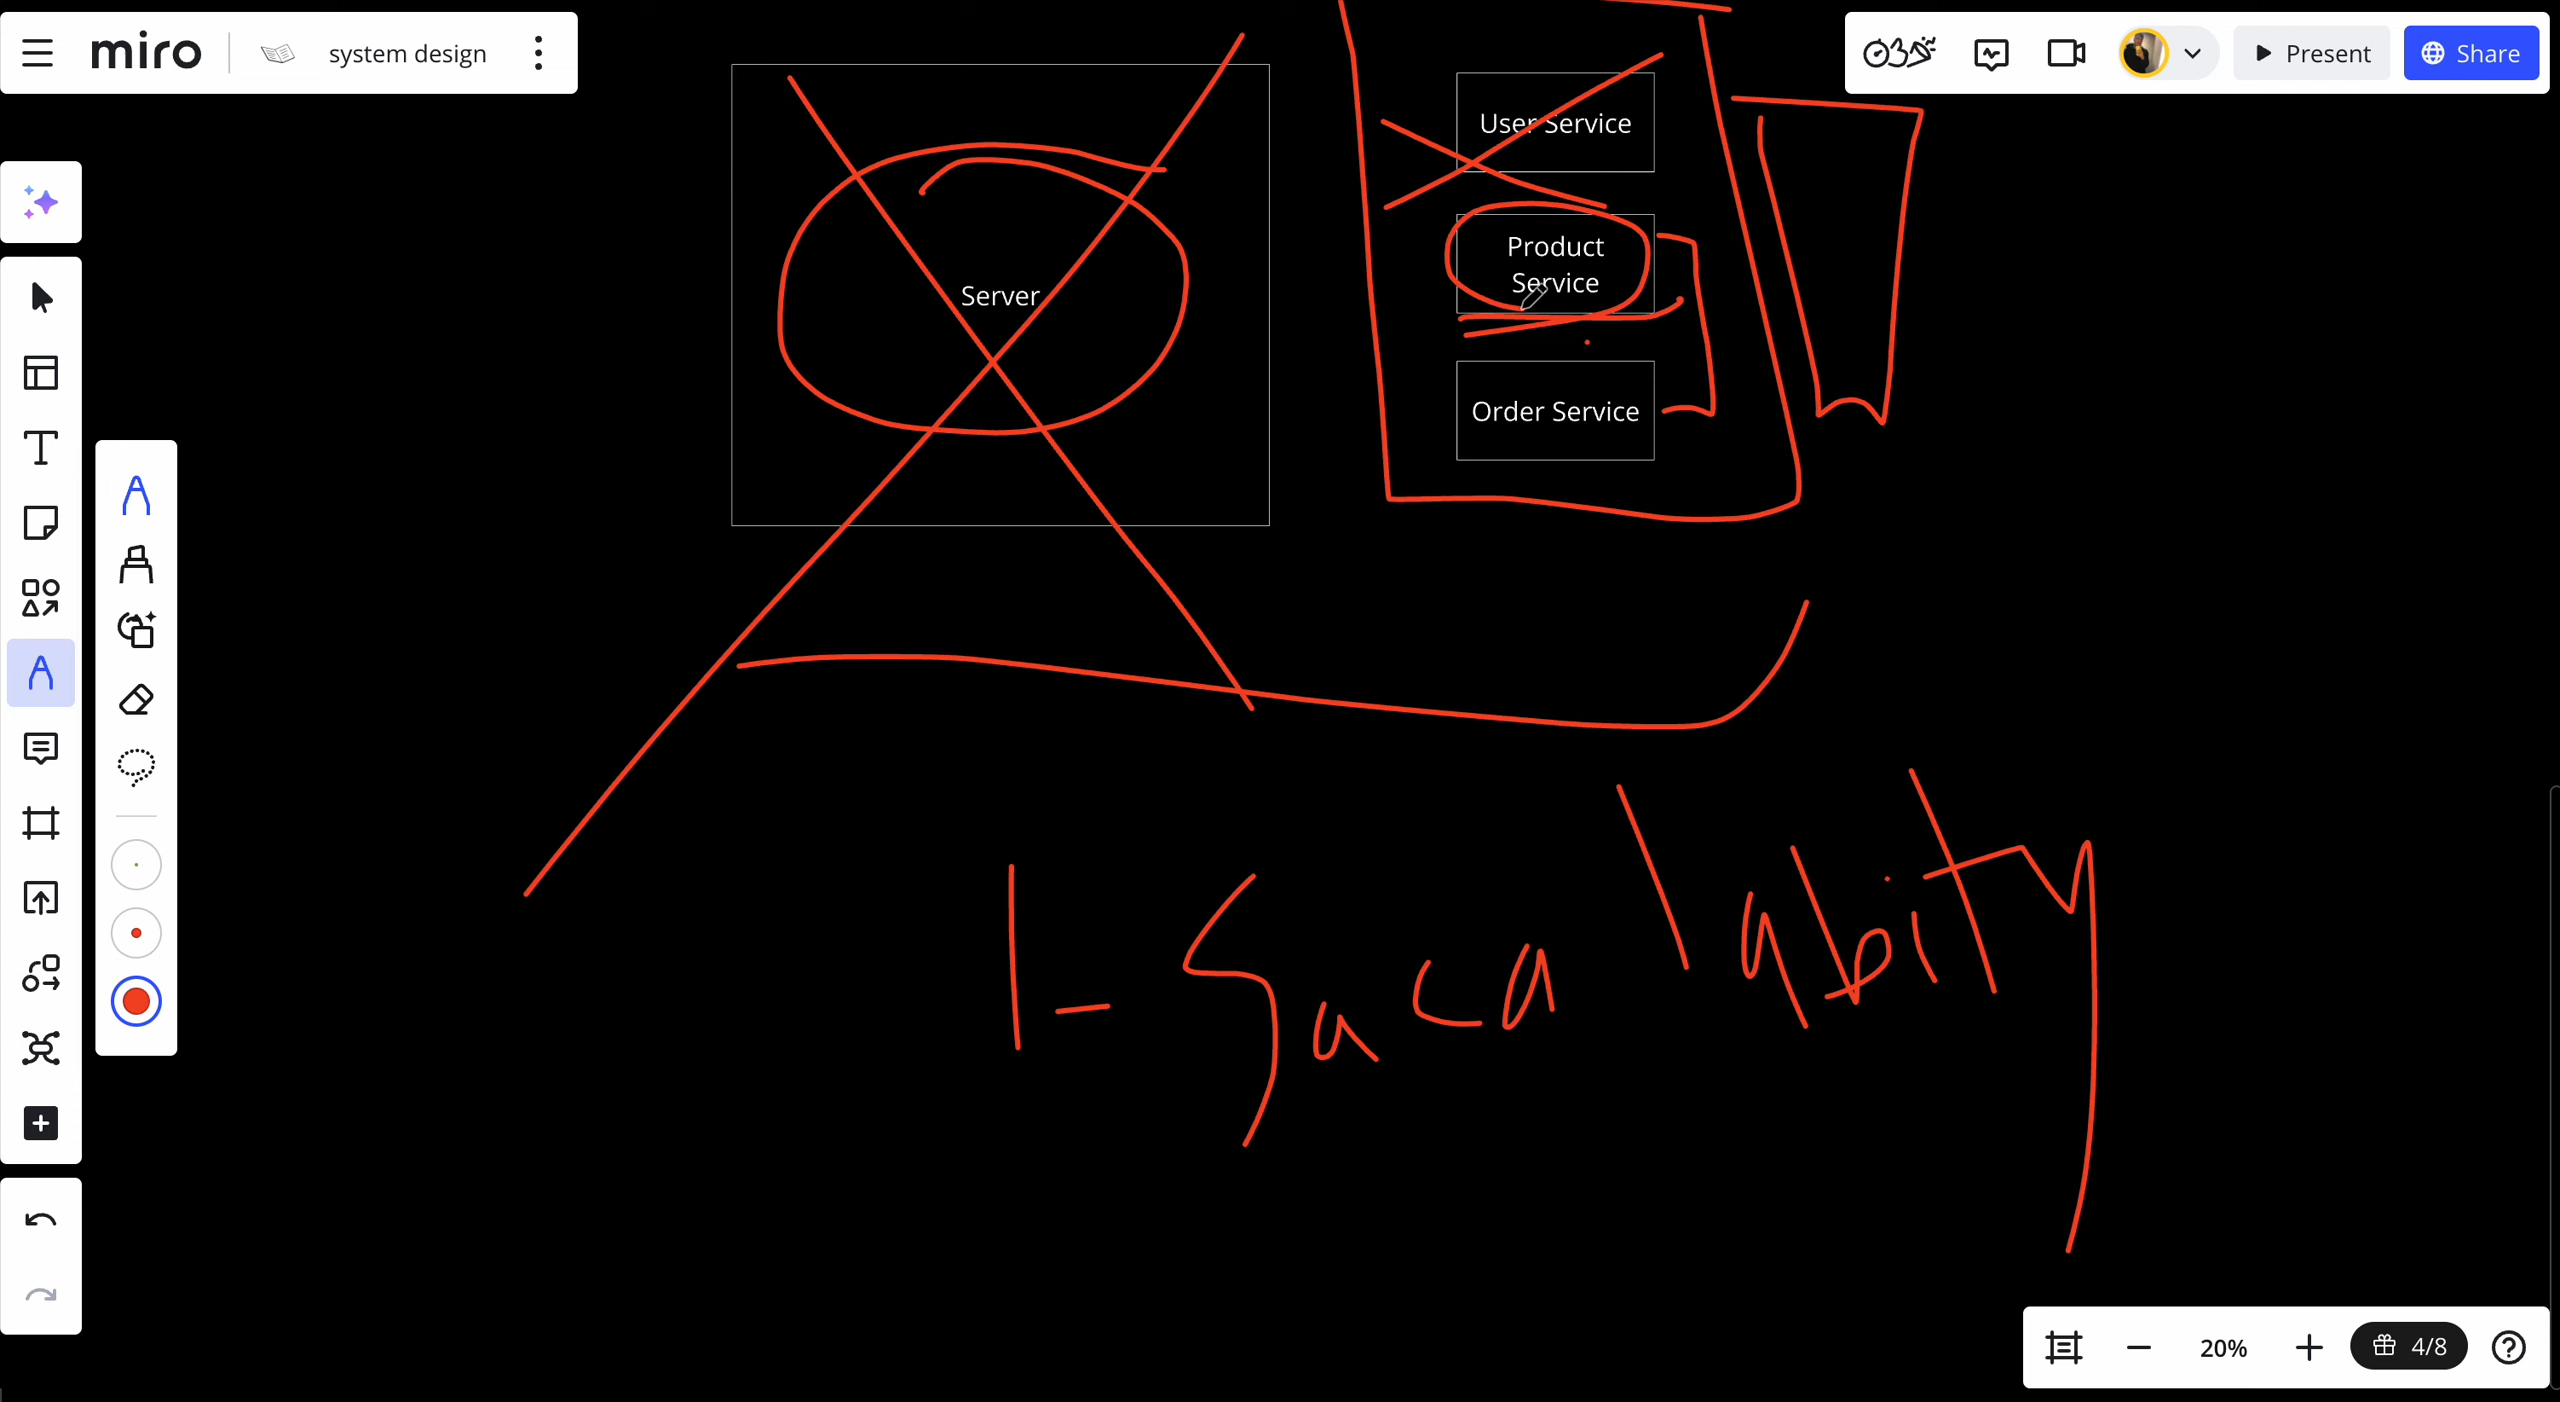 miro
system design
Present
Share
User Service
Product
Service
Server
Order Service
1- Sacalabity
20%
4/8